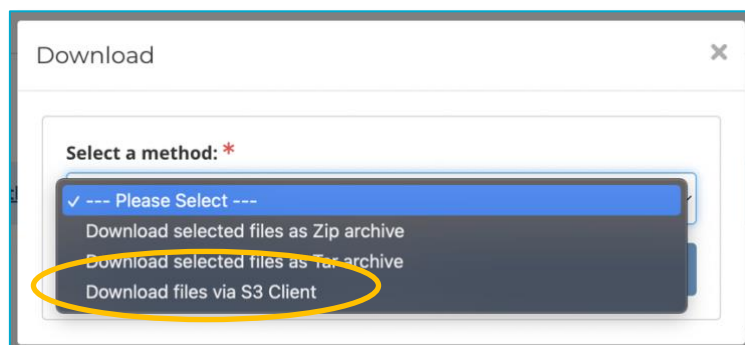 Download ×
Select a method: *
✓ --- Please Select ---
Download selected files as Zip archive
Download selected files as Tar archive
Download files via S3 Client